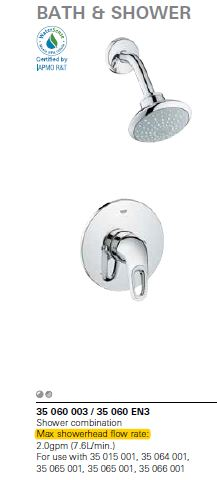 BATH & SHOWER
WaterSense
Certified by
IAPMO R&T
GROHE
35 060 003 / 35 060 EN3
Shower combination
Max showerhead flow rate:
2.0gpm (7.6L/min.)
For use with 35 015 001, 35 064 001,
35 065 001, 35 065 001, 35 066 001